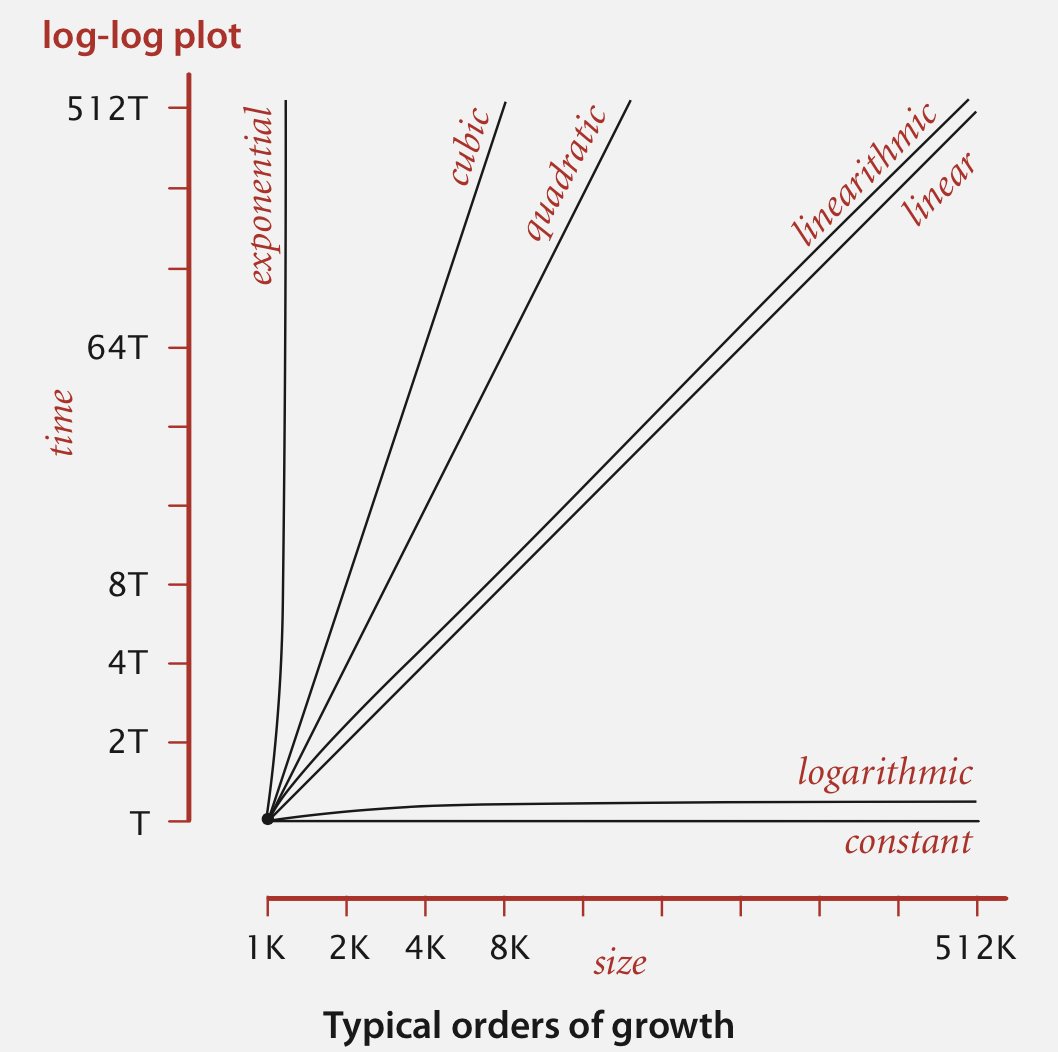 log-log plot
512T
64T
8T
4T
2T
T
time
exponential
cubic
quadratic
linearithmic
linear
logarithmic
constant
1K 2K 4K 8K 512K
size
Typical orders of growth